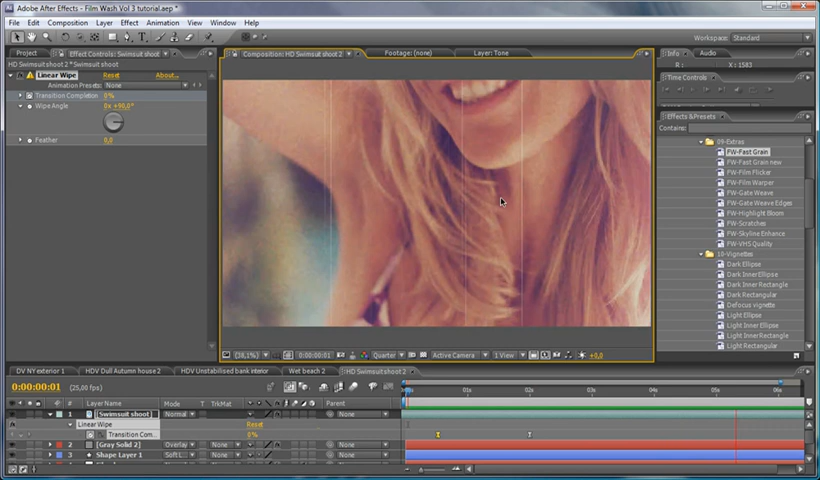 Adobe After Effects - Film Wash Vol 3 tutorial.aep *
File Edit Composition Layer Effect Animation View Window Help
Workspace: Standard
Project Effect Controls: Swimsuit shoot
HD Swimsuit shoot 2 * Swimsuit shoot
Linear Wipe Reset About...
Animation Presets: None
Transition Completion 0%
Wipe Angle 0x +90,0°
Feather 0,0
Composition: HD Swimsuit shoot 2 Footage: (none) Layer: Tone
(38,1%) 0:00:00:01 Quarter Active Camera 1 View +0,0
Info Audio
R : X : 1583
Time Controls
Effects & Presets
Contains:
09-Extras
FW-Fast Grain
FW-Fast Grain new
FW-Film Flicker
FW-Film Warper
FW-Gate Weave
FW-Gate Weave Edges
FW-Highlight Bloom
FW-Scratches
FW-Skyline Enhance
FW-VHS Quality
10-Vignettes
Dark Ellipse
Dark Inner Ellipse
Dark Inner Rectangle
Dark Rectangular
Defocus vignette
Light Ellipse
Light Inner Ellipse
Light Inner Rectangle
Light Rectangular
DV NY exterior 1 HDV Dull Autumn house 2 HDV Unstabilised bank interior Wet beach 2 HD Swimsuit shoot 2
0:00:00:01 (25,00 fps)
# Layer Name Mode T TrkMat Parent
01s 02s 03s 04s 05s 06s
1 [Swimsuit shoot] Normal None
Linear Wipe Reset
Transition Com... 0%
2 [Gray Solid 2] Overlay None None
3 Shape Layer 1 Soft L... None None